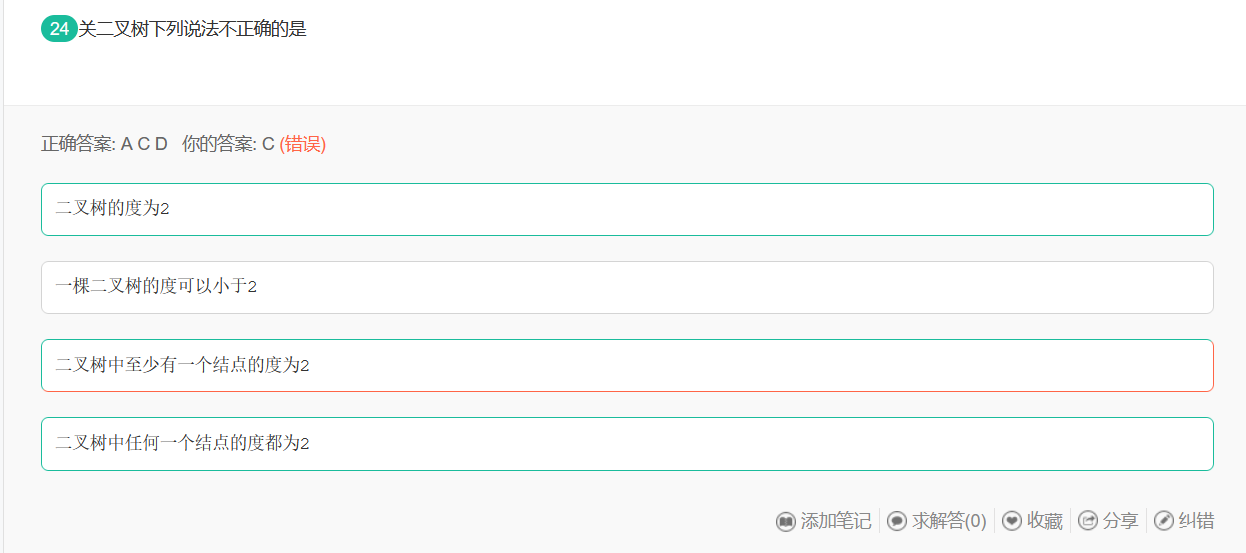 24 关二叉树下列说法不正确的是
正确答案: A C D 你的答案: C (错误)
二叉树的度为2
一棵二叉树的度可以小于2
二叉树中至少有一个结点的度为2
二叉树中任何一个结点的度都为2
添加笔记 求解答(0) 收藏 分享 纠错